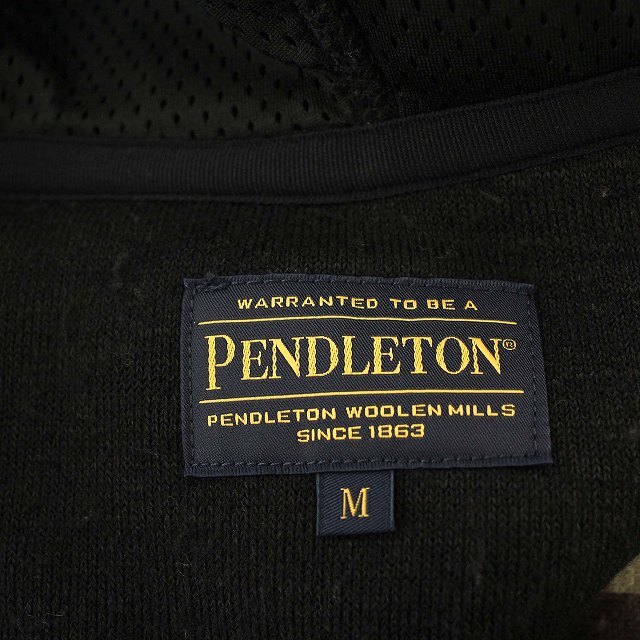 WARRANTED TO BE A
PENDLETON®
PENDLETON WOOLEN MILLS
SINCE 1863
M